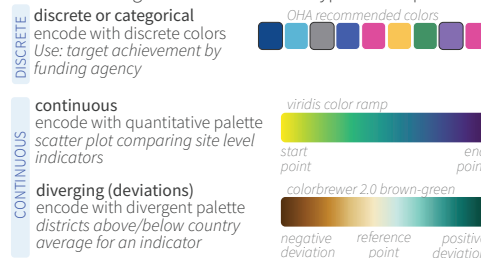 DISCRETE
discrete or categorical
encode with discrete colors
Use: target achievement by
funding agency
OHA recommended colors
CONTINUOUS
continuous
encode with quantitative palette
scatter plot comparing site level
indicators
viridis color ramp
start
point
diverging (deviations)
encode with divergent palette
districts above/below country
average for an indicator
colorbrewer 2.0 brown-green
negative
deviation
reference
point